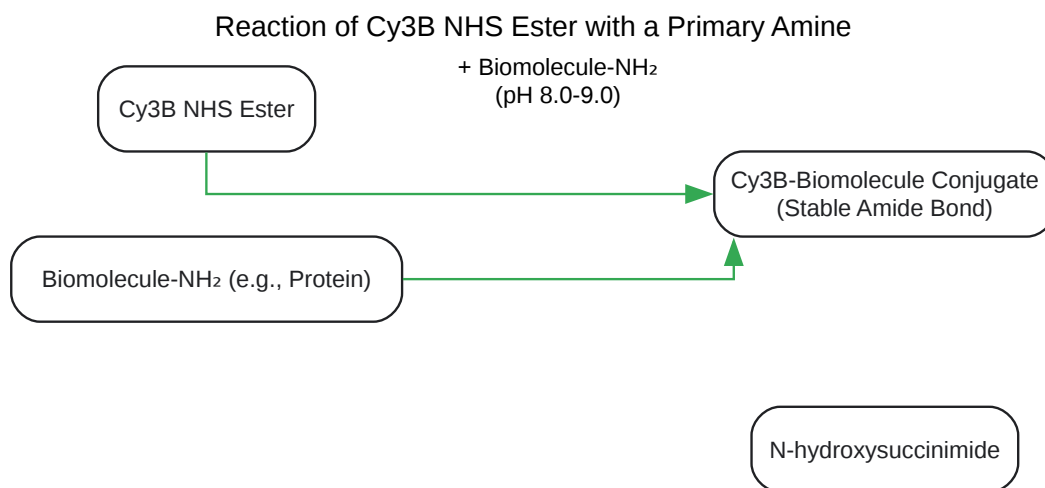 Reaction of Cy3B NHS Ester with a Primary Amine
+ Biomolecule-NH₂
(pH 8.0-9.0)
Cy3B NHS Ester
Cy3B-Biomolecule Conjugate
(Stable Amide Bond)
Biomolecule-NH₂ (e.g., Protein)
N-hydroxysuccinimide